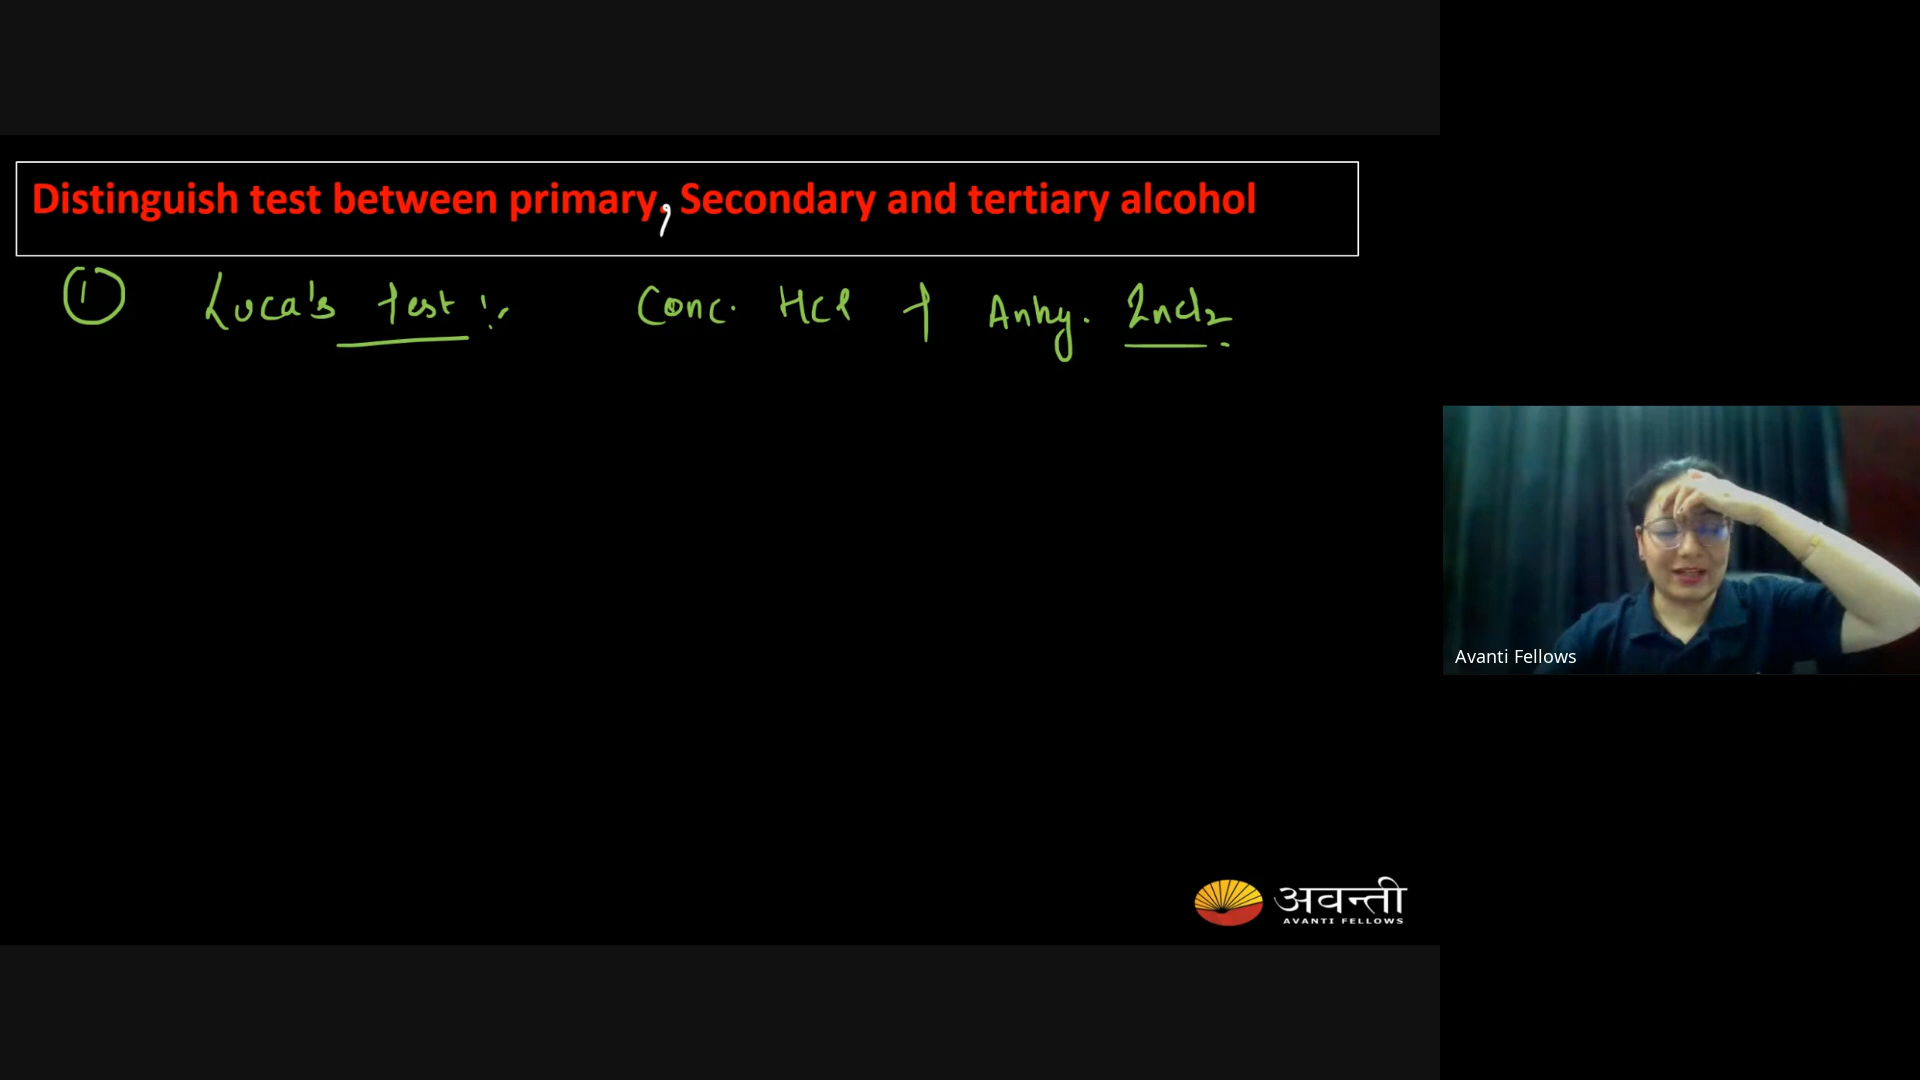 Distinguish test between primary, Secondary and tertiary alcohol
① Luca's test :- Conc. HCl + Anhy. ZnCl2.
Avanti Fellows
अवन्ती
AVANTI FELLOWS